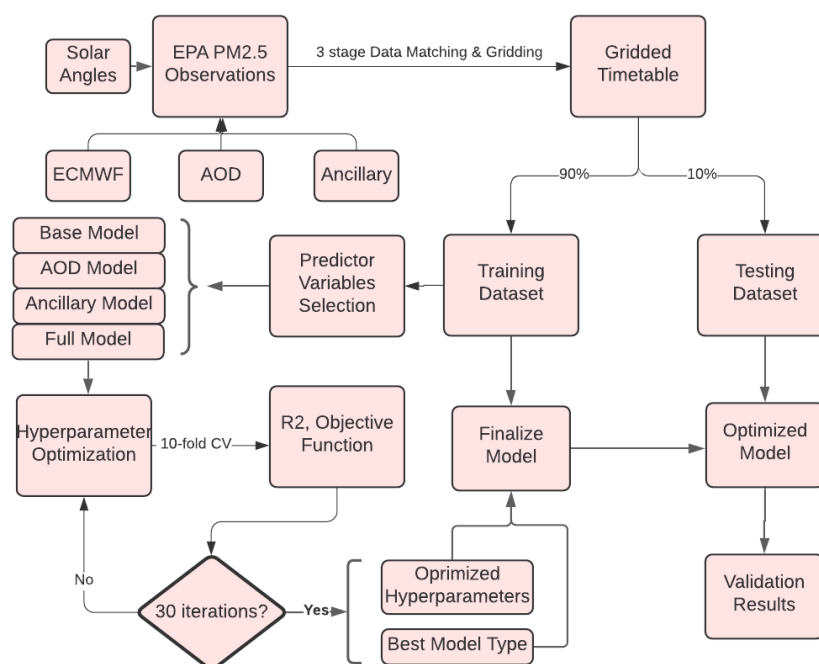 Solar
Angles
EPA PM2.5
Observations
3 stage Data Matching & Gridding
Gridded
Timetable
ECMWF
AOD
Ancillary
90%
10%
Base Model
AOD Model
Ancillary Model
Full Model
Predictor
Variables
Selection
Training
Dataset
Testing
Dataset
Hyperparameter
Optimization
10-fold CV
R2, Objective
Function
Finalize
Model
Optimized
Model
No
30 iterations?
Yes
Oprimized
Hyperparameters
Best Model Type
Validation
Results